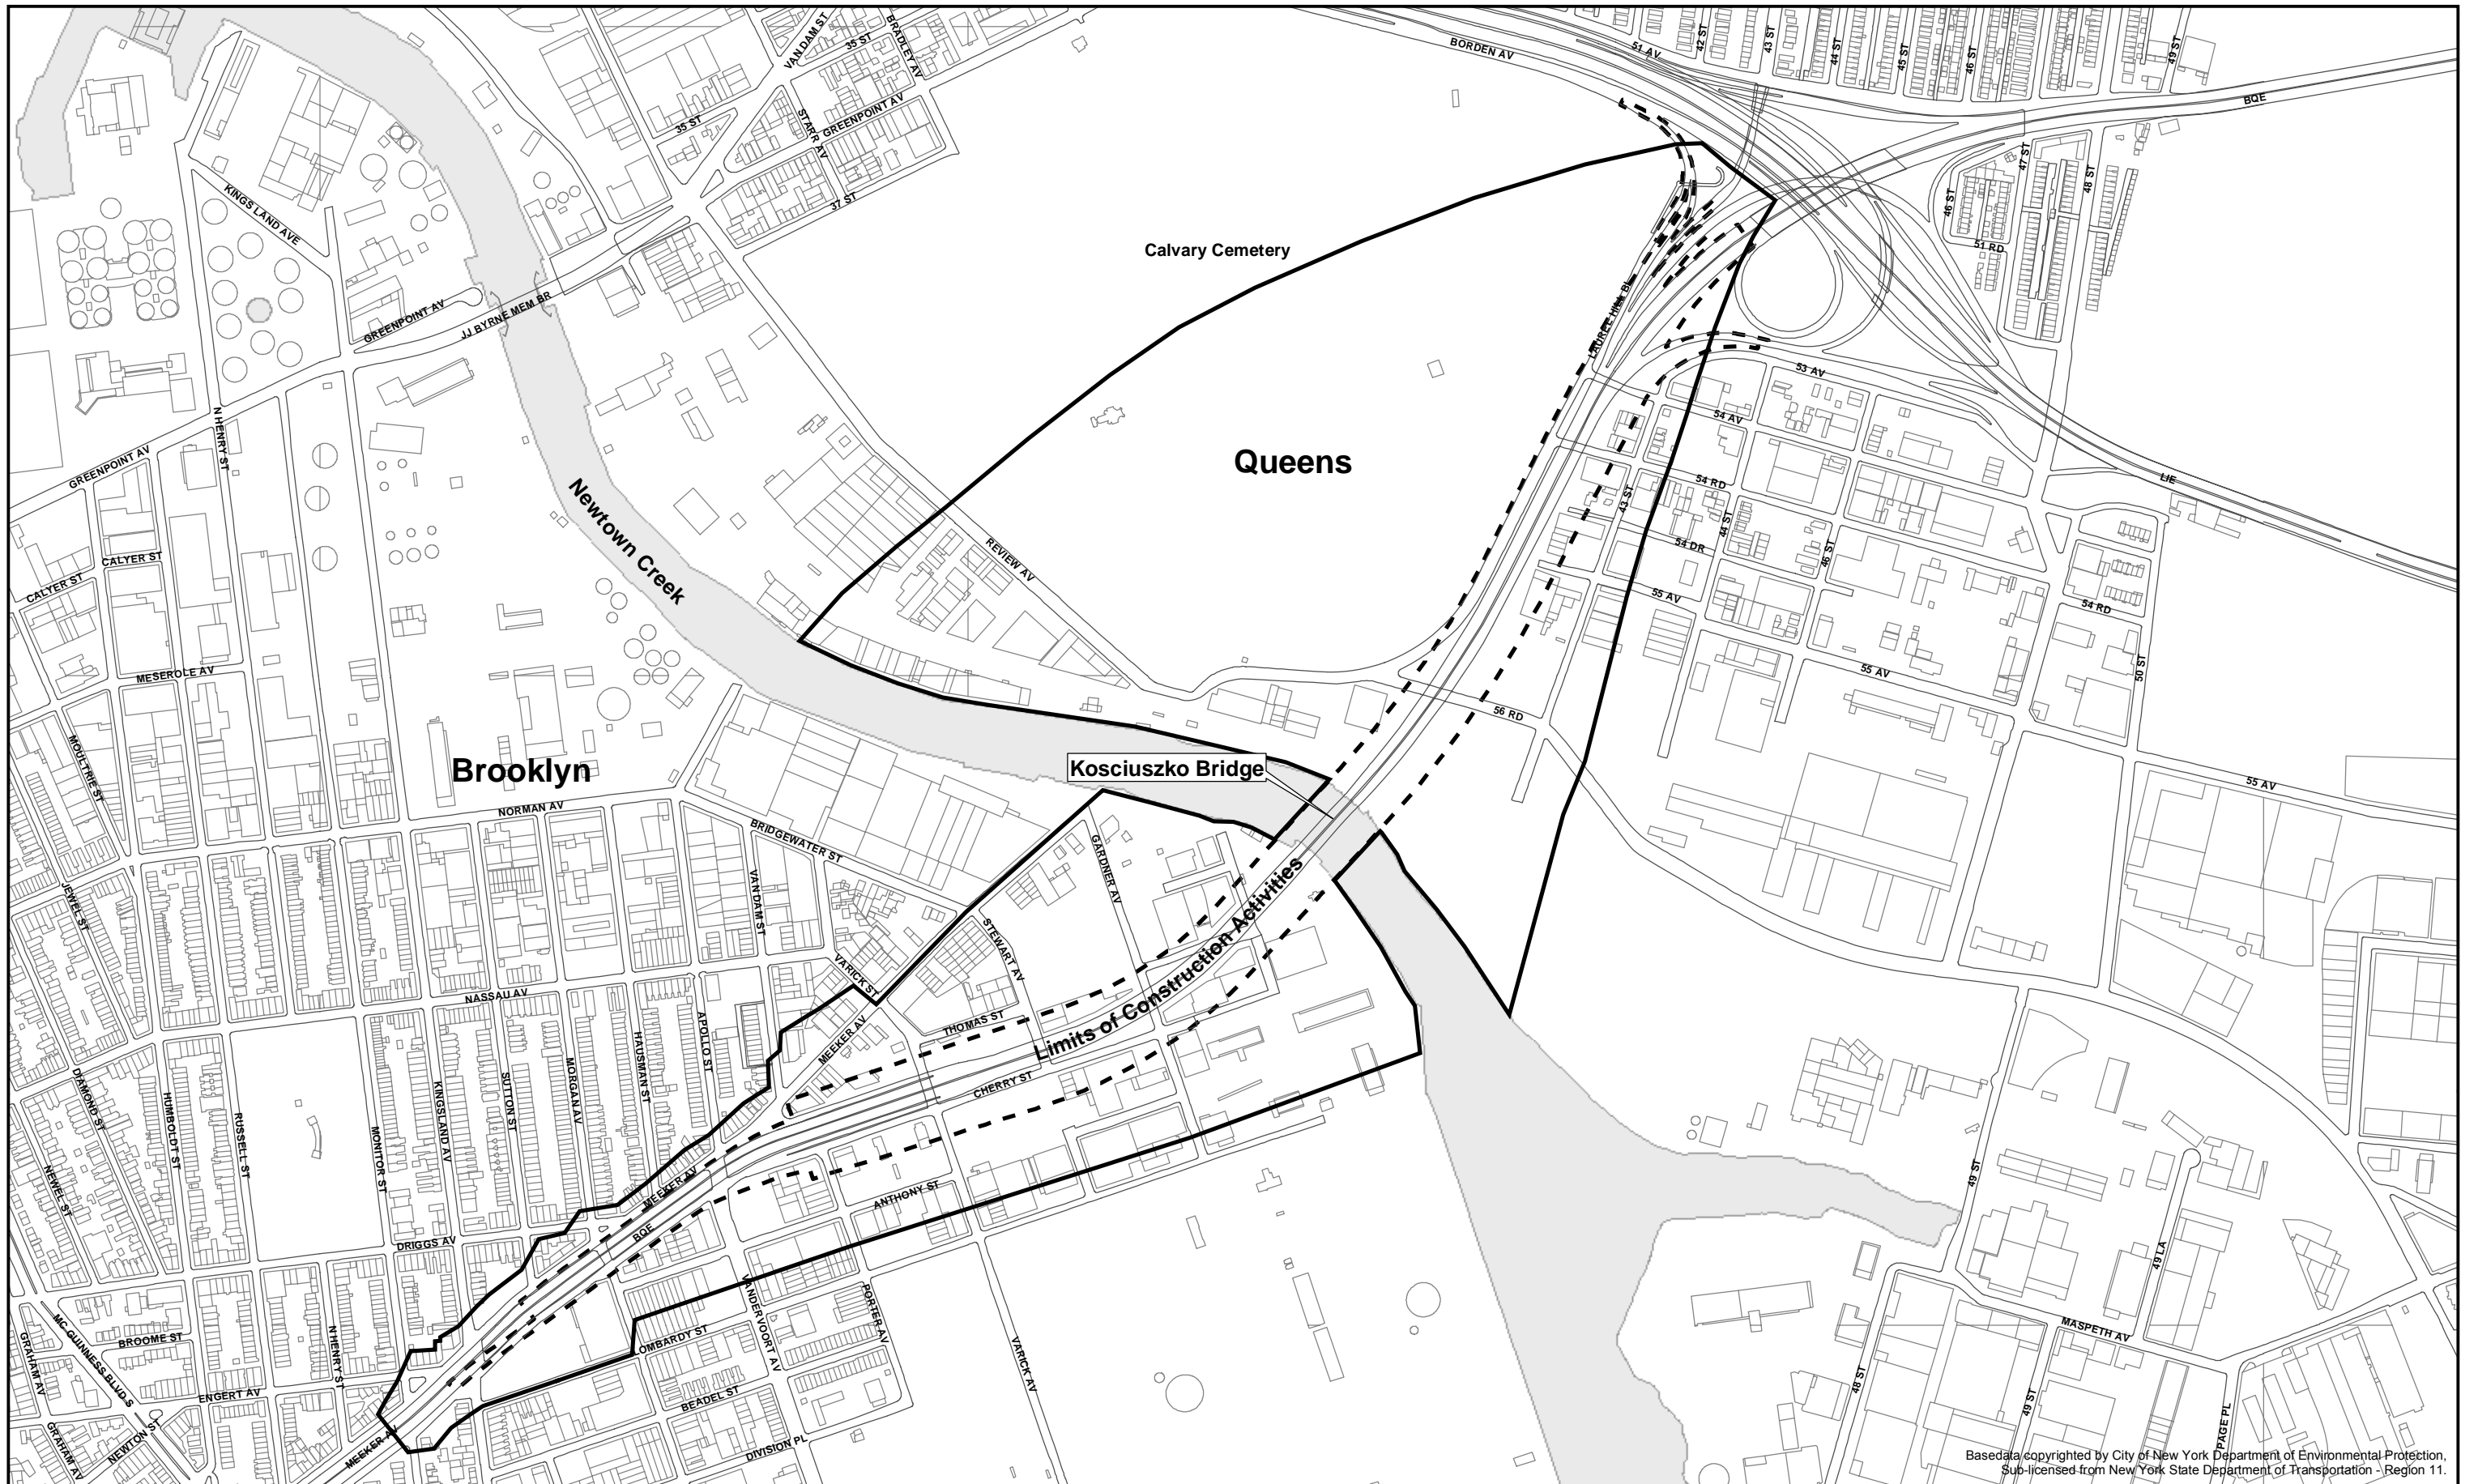 VAN DAM ST
35 ST
BRADLEY AV
BORDEN AV
51 AV
42 ST
43 ST
44 ST
45 ST
46 ST
49 ST
BQE
35 ST
STARR AV
GREENPOINT AV
37 ST
KINGS LAND AVE
Calvary Cemetery
46 ST
47 ST
48 ST
51 RD
GREENPOINT AV
JJ BYRNE MEM BR
LAUREL HILL BL
53 AV
54 AV
N HENRY ST
GREENPOINT AV
Queens
LIE
54 RD
43 ST
44 ST
54 DR
46 ST
Newtown Creek
REVIEW AV
CALYER ST
CALYER ST
55 AV
54 RD
MESEROLE AV
55 AV
50 ST
56 RD
MOULTRIE ST
Brooklyn
Kosciuszko Bridge
55 AV
NORMAN AV
BRIDGEWATER ST
GARDNER AV
VAN DAM ST
JEWEL ST
STEWART AV
Limits of Construction Activities
VARICK ST
NASSAU AV
THOMAS ST
MEEKER AV
APOLLO ST
HAUSMAN ST
MORGAN AV
SUTTON ST
KINGSLAND AV
MONITOR ST
RUSSELL ST
HUMBOLDT ST
DIAMOND ST
NEWEL ST
CHERRY ST
MEEKER AV
ANTHONY ST
49 ST
BQE
DRIGGS AV
49 LA
VANDERVOORT AV
PORTER AV
MC GUINNESS BLVD S
BROOME ST
GRAHAM AV
N HENRY ST
LOMBARDY ST
VARICK AV
MASPETH AV
48 ST
49 ST
ENGERT AV
BEADEL ST
NEWTON ST
GRAHAM AV
MEEKER AV
DIVISION PL
PAGE PL
Basedata copyrighted by City of New York Department of Environmental Protection,
Sub-licensed from New York State Department of Transportation - Region 11.